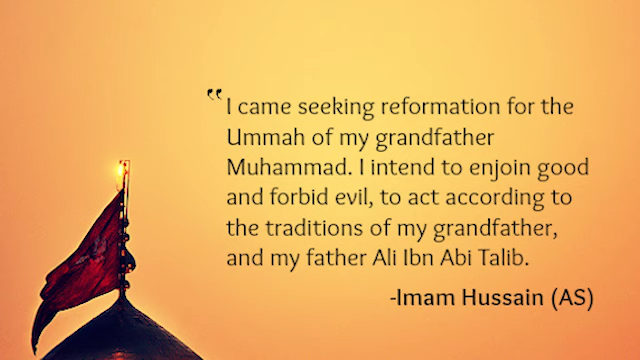 “ I came seeking reformation for the
Ummah of my grandfather
Muhammad. I intend to enjoin good
and forbid evil, to act according to
the traditions of my grandfather,
and my father Ali Ibn Abi Talib.
-Imam Hussain (AS)